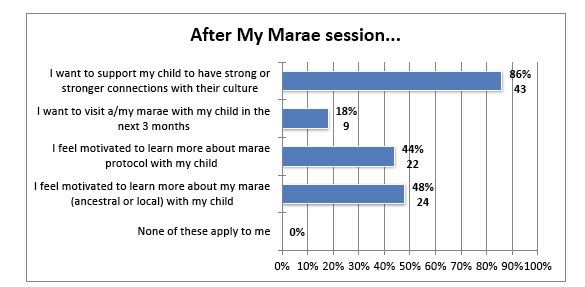 After My Marae session...
I want to support my child to have strong or
stronger connections with their culture
86%
43
I want to visit a/my marae with my child in the
next 3 months
18%
9
I feel motivated to learn more about marae
protocol with my child
44%
22
I feel motivated to learn more about my marae
(ancestral or local) with my child
48%
24
None of these apply to me
0%
0% 10% 20% 30% 40% 50% 60% 70% 80% 90% 100%